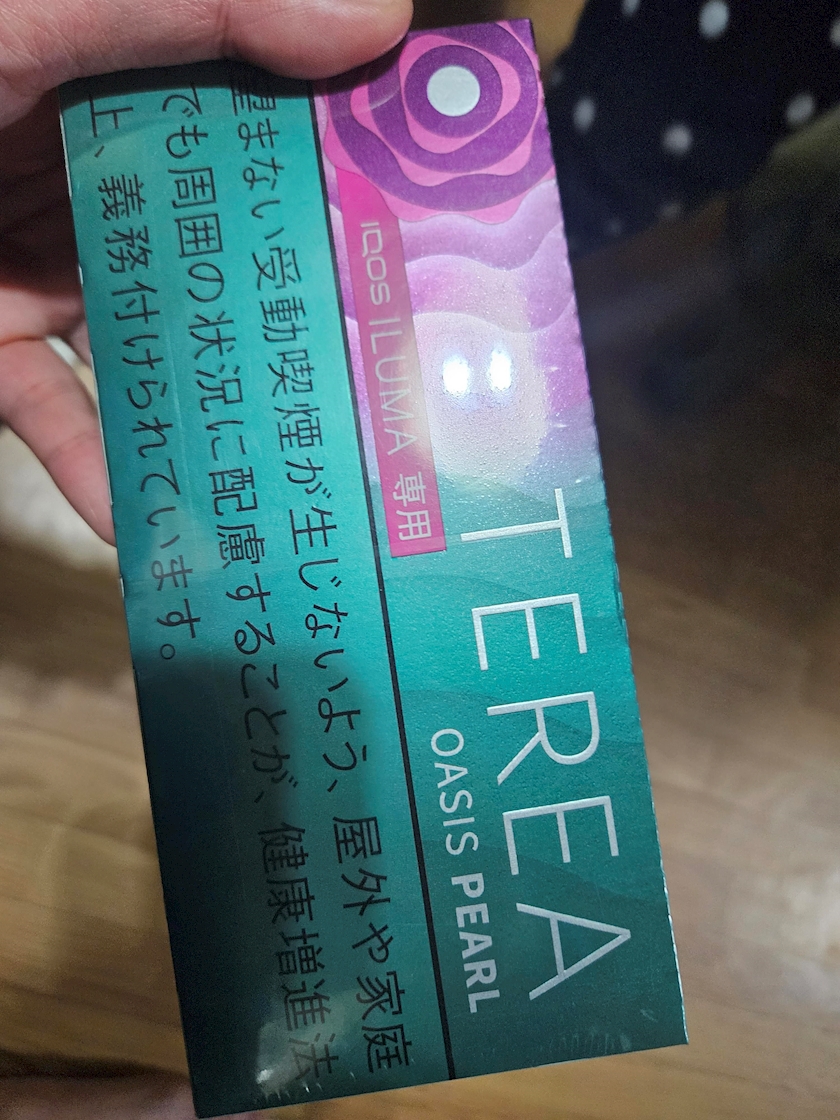 TEREA
OASIS PEARL
IQOS ILUMA 専用
望まない受動喫煙が生じないよう、屋外や家庭
でも周囲の状況に配慮することが、健康増進法
上、義務付けられています。